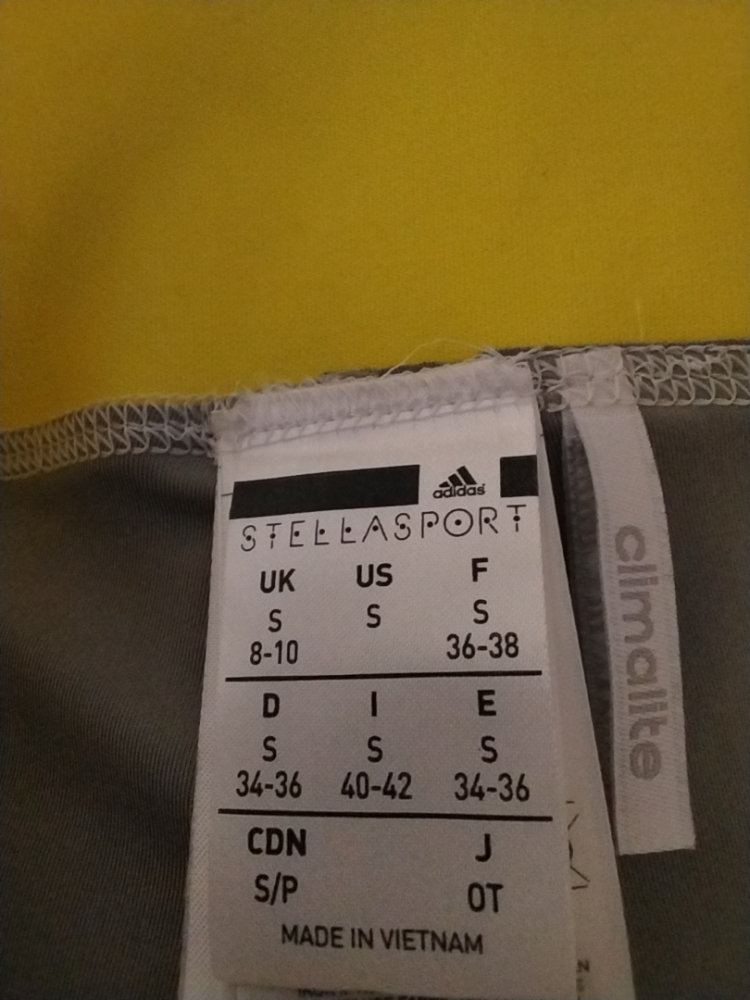 adidas
STELLASPORT
UK US F
S S S
8-10 36-38
D I E
S S S
34-36 40-42 34-36
CDN J
S/P OT
MADE IN VIETNAM
climalite